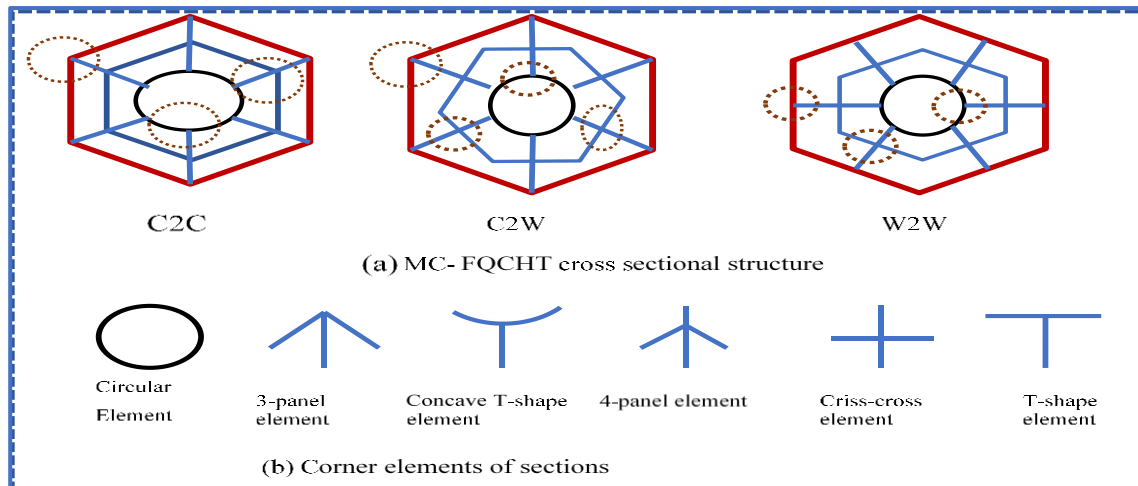 C2C
C2W
W2W
(a) MC- FQCHT cross sectional structure
Circular
Element
3-panel
element
Concave T-shape
element
4-panel element
Criss-cross
element
T-shape
element
(b) Corner elements of sections